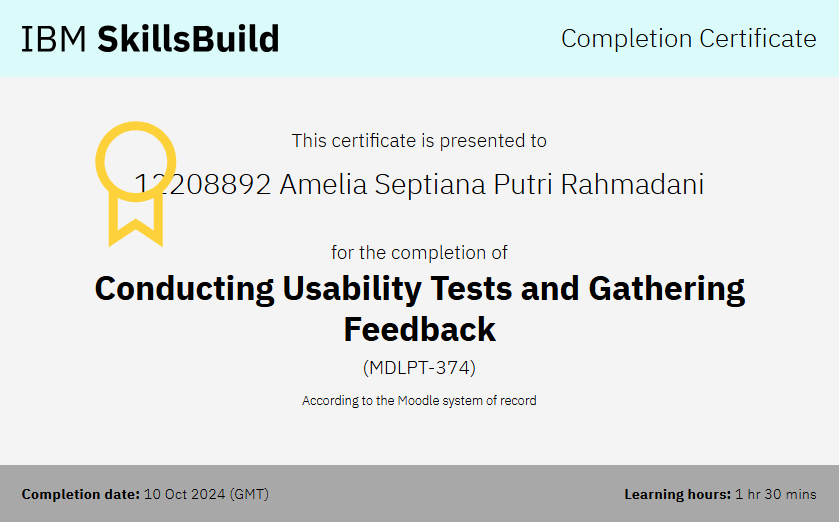 IBM SkillsBuild
Completion Certificate
This certificate is presented to
12208892 Amelia Septiana Putri Rahmadani
for the completion of
Conducting Usability Tests and Gathering
Feedback
(MDLPT-374)
According to the Moodle system of record
Completion date: 10 Oct 2024 (GMT)
Learning hours: 1 hr 30 mins